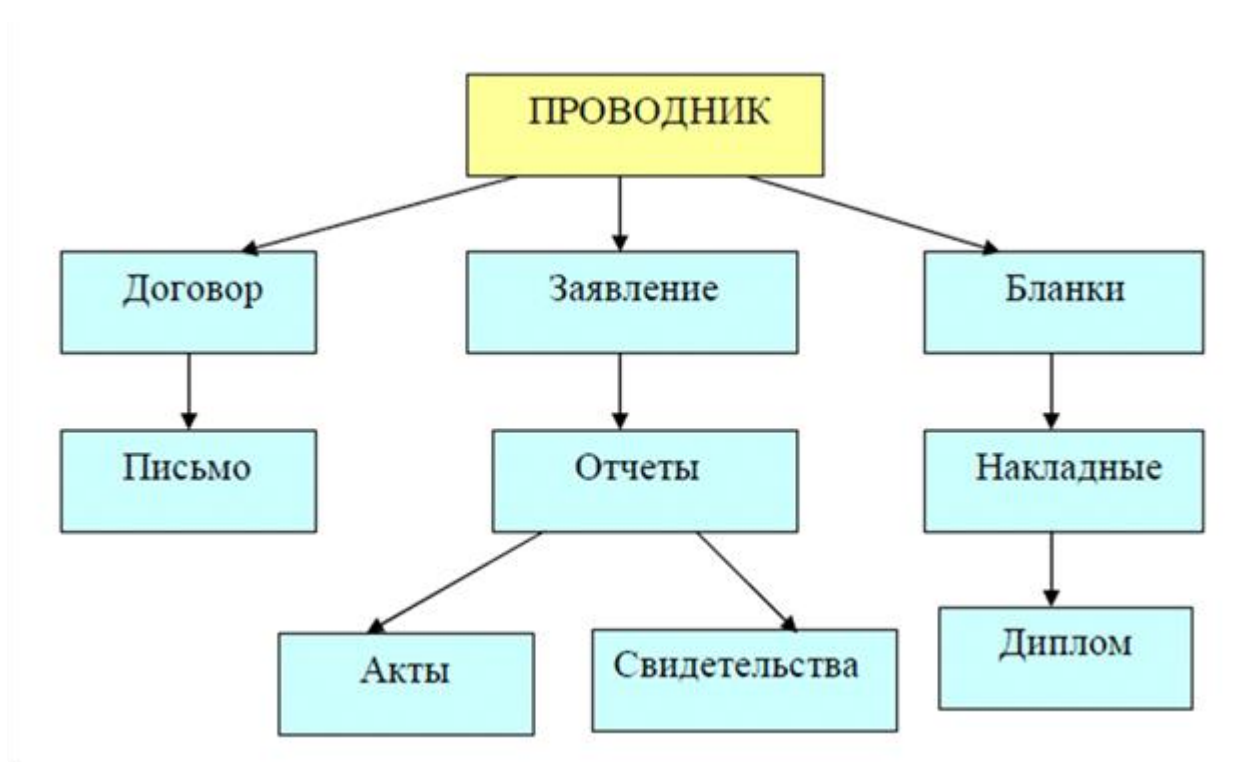 ПРОВОДНИК
Договор
Заявление
Бланки
Письмо
Отчеты
Накладные
Акты
Свидетельства
Диплом